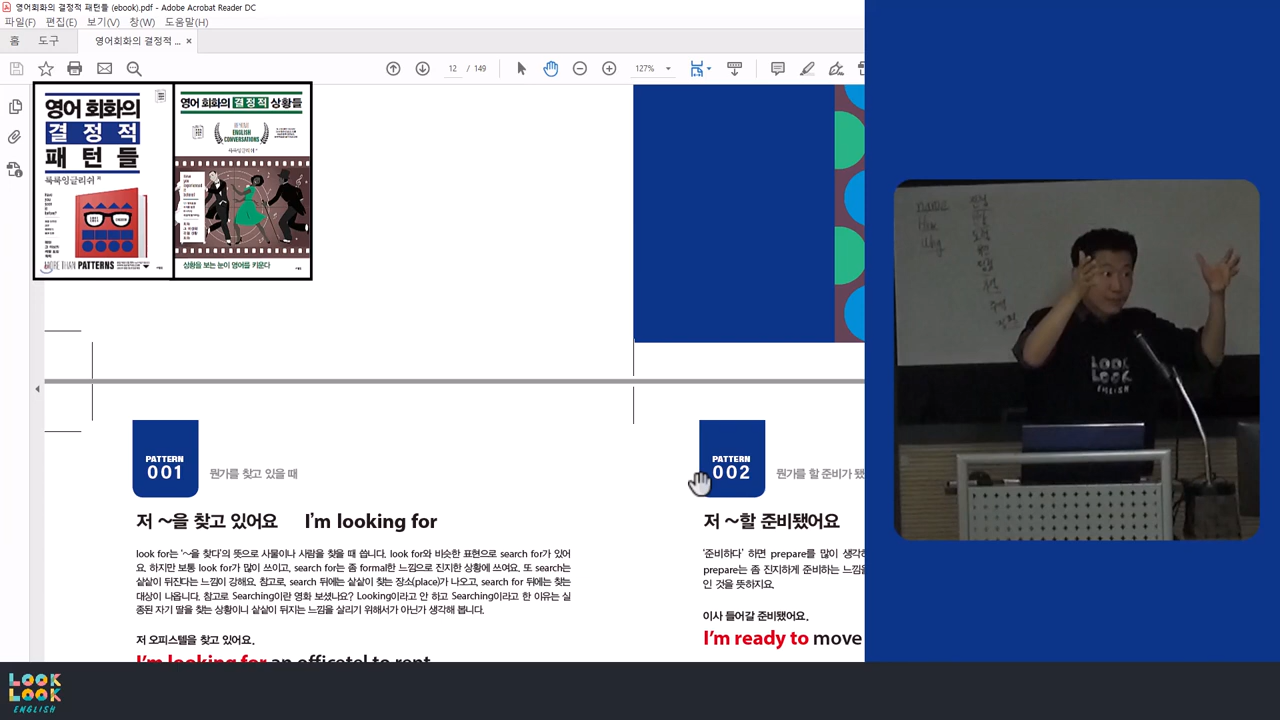 영어회화의 결정적 패턴들 (ebook).pdf - Adobe Acrobat Reader DC
파일(F) 편집(E) 보기(V) 창(W) 도움말(H)
홈 도구 영어회화의 결정적 ... ×
12 / 149 127%
영어 회화의
결정적
패턴들
룩룩잉글리쉬
MORE THAN PATTERNS
영어 회화의 결정적 상황들
ENGLISH
CONVERSATIONS
상황을 보는 눈이 영어를 키운다
name
LOOK
LOOK
ENGLISH
PATTERN
001 뭔가를 찾고 있을 때
저 ~을 찾고 있어요 I'm looking for
look for는 '~을 찾다'의 뜻으로 사물이나 사람을 찾을 때 씁니다. look for와 비슷한 표현으로 search for가 있어
요. 하지만 보통 look for가 많이 쓰이고, search for는 좀 formal한 느낌으로 진지한 상황에 쓰여요. 또 search는
샅샅이 뒤진다는 느낌이 강해요. 참고로, search 뒤에는 샅샅이 찾는 장소(place)가 나오고, search for 뒤에는 찾는
대상이 나옵니다. 참고로 Searching이란 영화 보셨나요? Looking이라고 안 하고 Searching이라고 한 이유는 실
종된 자기 딸을 찾는 상황이니 샅샅이 뒤지는 느낌을 살리기 위해서가 아닌가 생각해 봅니다.
저 오피스텔을 찾고 있어요.
I'm looking for an officetel to rent
PATTERN
002 뭔가를 할 준비가 됐
저 ~할 준비됐어요
'준비하다' 하면 prepare를 많이 생각하
prepare는 좀 진지하게 준비하는 느낌
인 것을 뜻하지요.
이사 들어갈 준비됐어요.
I'm ready to move
LOOK
LOOK
ENGLISH